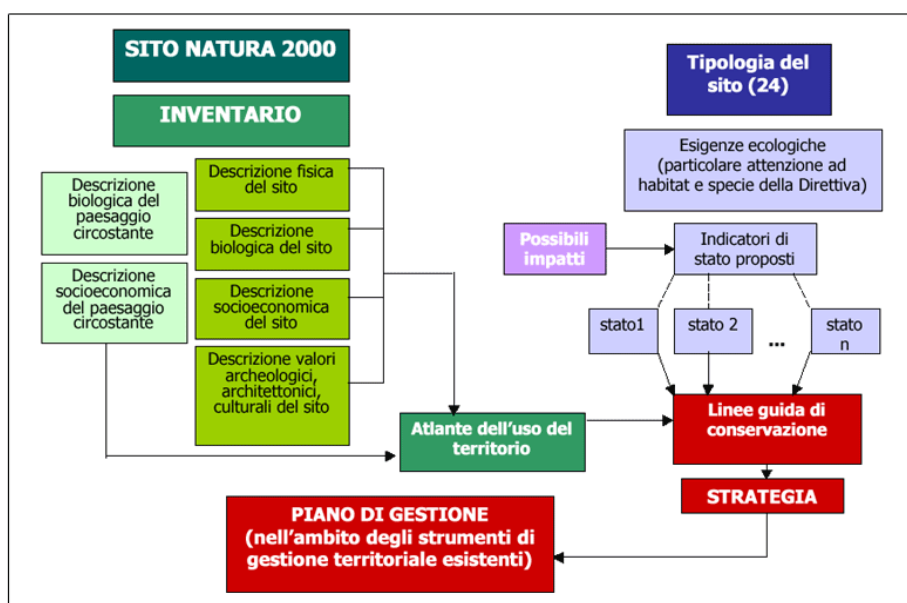 SITO NATURA 2000
INVENTARIO
Descrizione
biologica del
paesaggio
circostante
Descrizione
socioeconomica
del paesaggio
circostante
Descrizione fisica
del sito
Descrizione
biologica del sito
Descrizione
socioeconomica
del sito
Descrizione valori
archeologici,
architettonici,
culturali del sito
Atlante dell'uso del
territorio
Tipologia del
sito (24)
Esigenze ecologiche
(particolare attenzione ad
habitat e specie della Direttiva)
Possibili
impatti
Indicatori di
stato proposti
stato1
stato 2
...
stato
n
Linee guida di
conservazione
STRATEGIA
PIANO DI GESTIONE
(nell'ambito degli strumenti di
gestione territoriale esistenti)